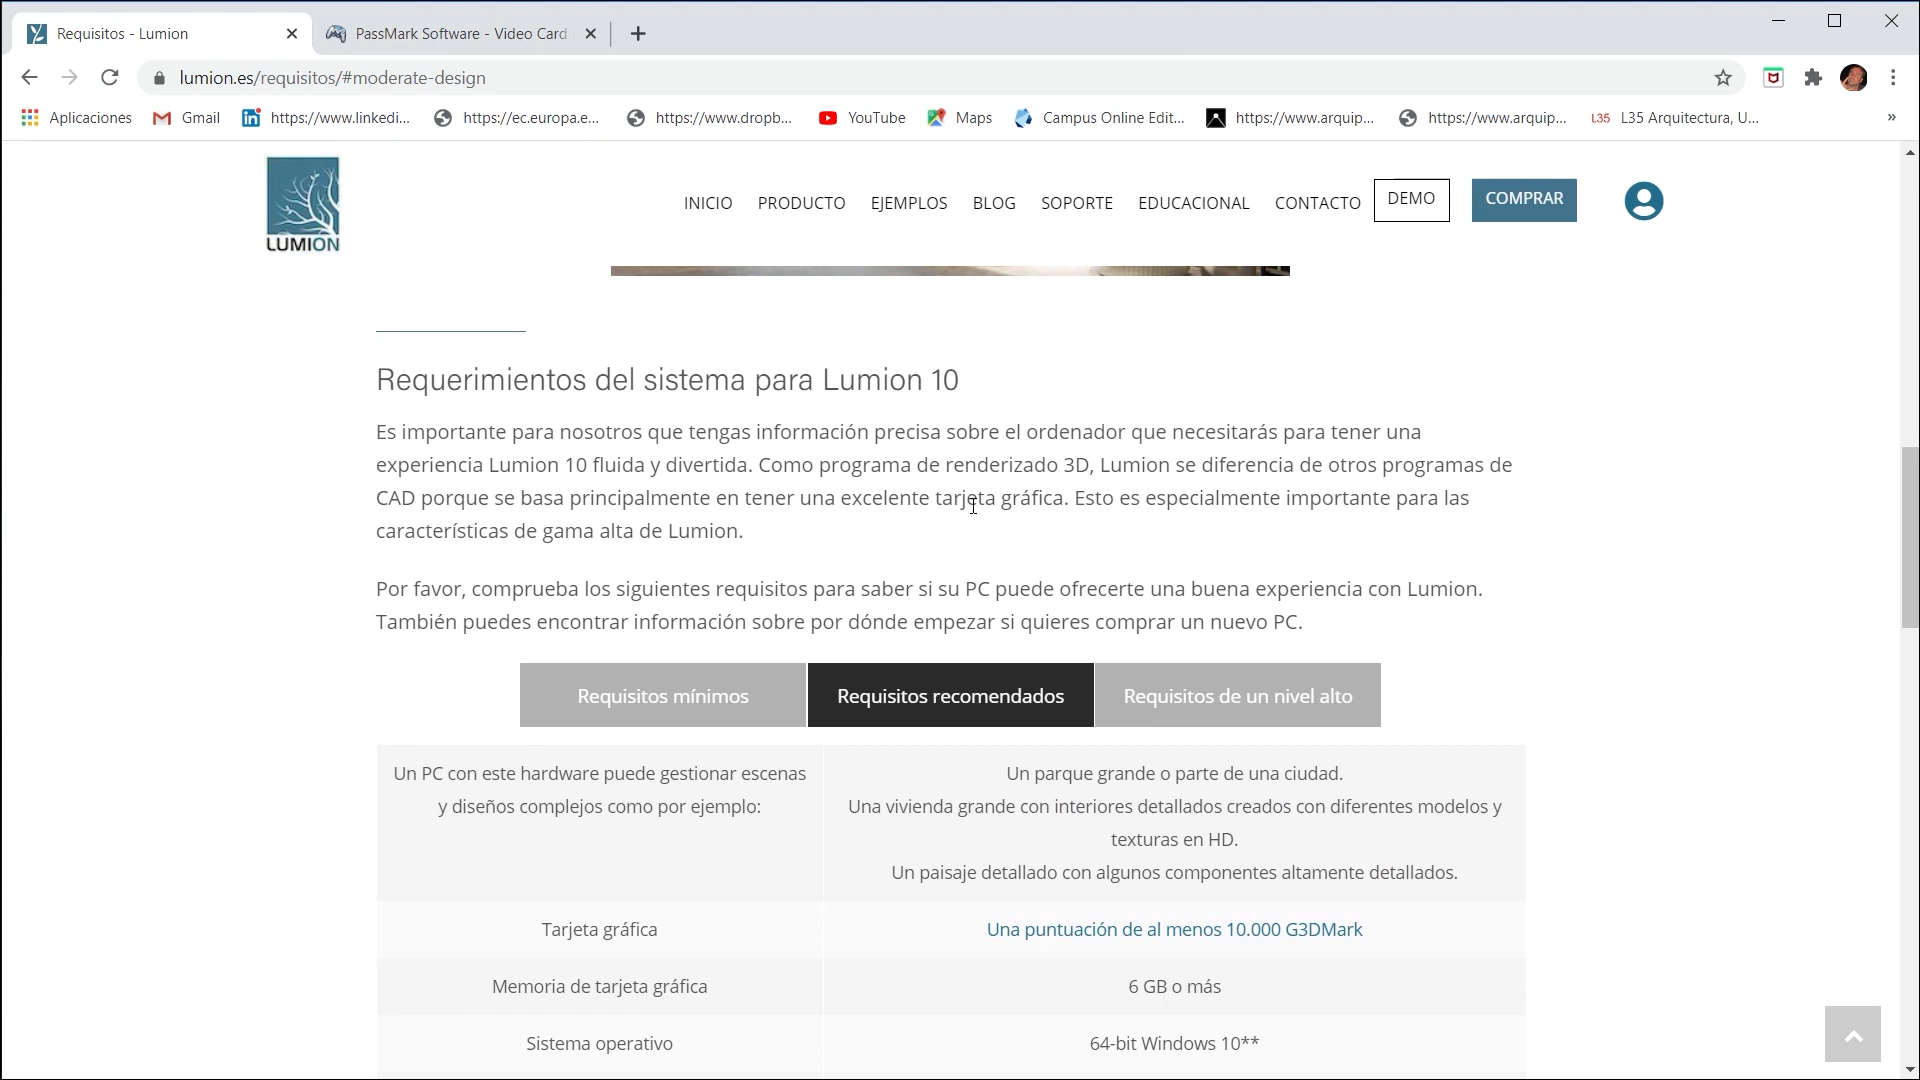 Requisitos - Lumion
PassMark Software - Video Card
lumion.es/requisitos/#moderate-design
Aplicaciones
Gmail
https://www.linkedi...
https://ec.europa.e...
https://www.dropb...
YouTube
Maps
Campus Online Edit...
https://www.arquip...
https://www.arquip...
L35 L35 Arquitectura, U...
»
LUMION
INICIO
PRODUCTO
EJEMPLOS
BLOG
SOPORTE
EDUCACIONAL
CONTACTO
DEMO
COMPRAR
Requerimientos del sistema para Lumion 10
Es importante para nosotros que tengas información precisa sobre el ordenador que necesitarás para tener una
experiencia Lumion 10 fluida y divertida. Como programa de renderizado 3D, Lumion se diferencia de otros programas de
CAD porque se basa principalmente en tener una excelente tarjeta gráfica. Esto es especialmente importante para las
características de gama alta de Lumion.
Por favor, comprueba los siguientes requisitos para saber si su PC puede ofrecerte una buena experiencia con Lumion.
También puedes encontrar información sobre por dónde empezar si quieres comprar un nuevo PC.
Requisitos mínimos
Requisitos recomendados
Requisitos de un nivel alto
Un PC con este hardware puede gestionar escenas
y diseños complejos como por ejemplo:
Un parque grande o parte de una ciudad.
Una vivienda grande con interiores detallados creados con diferentes modelos y
texturas en HD.
Un paisaje detallado con algunos componentes altamente detallados.
Tarjeta gráfica
Una puntuación de al menos 10.000 G3DMark
Memoria de tarjeta gráfica
6 GB o más
Sistema operativo
64-bit Windows 10**